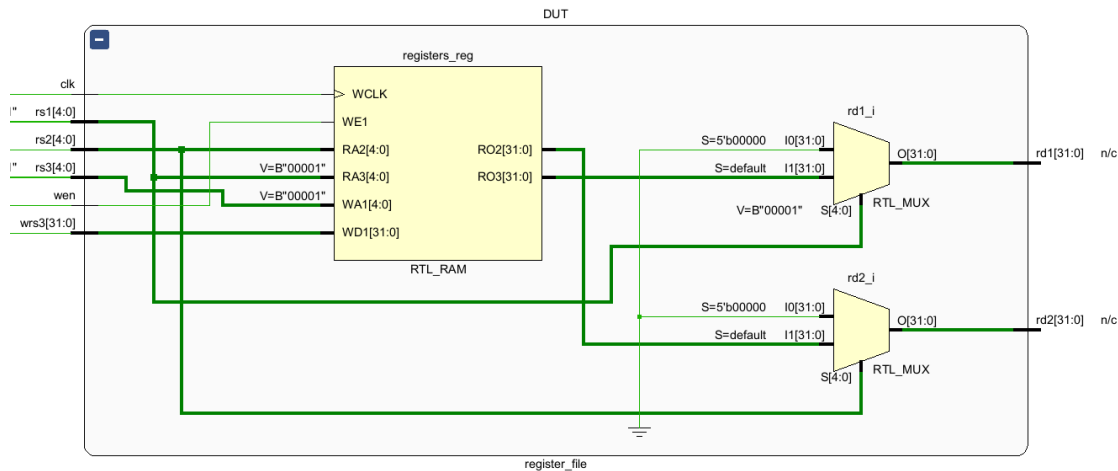 DUT
registers_reg
clk
WCLK
1" rs1[4:0]
WE1
rs2[4:0]
RA2[4:0]
RO2[31:0]
1" rs3[4:0]
V=B"00001"
RA3[4:0]
RO3[31:0]
wen
V=B"00001"
WA1[4:0]
wrs3[31:0]
WD1[31:0]
RTL_RAM
rd1_i
S=5'b00000 I0[31:0]
S=default I1[31:0]
O[31:0]
rd1[31:0] n/c
V=B"00001"
S[4:0]
RTL_MUX
rd2_i
S=5'b00000 I0[31:0]
S=default I1[31:0]
O[31:0]
rd2[31:0] n/c
S[4:0]
RTL_MUX
register_file